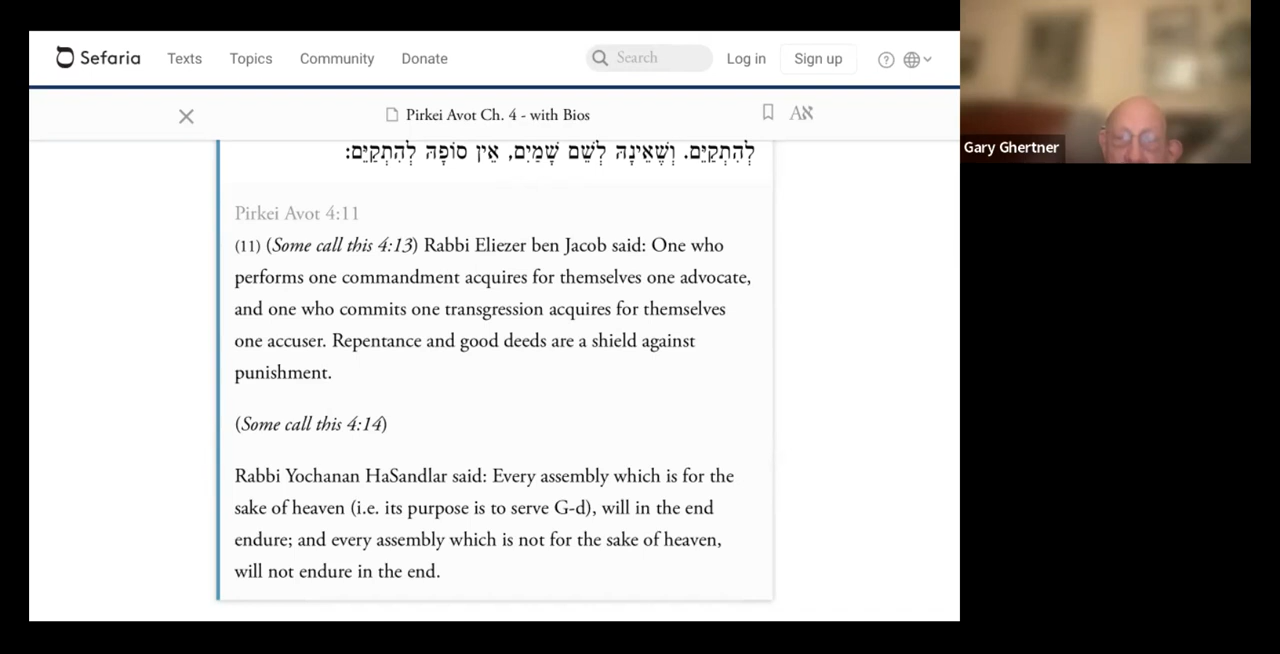 Sefaria Texts Topics Community Donate Search Log in Sign up
Pirkei Avot Ch. 4 - with Bios Aא
לְהִתְקַיֵּם. וְשֶׁאֵינָהּ לְשֵׁם שָׁמַיִם, אֵין סוֹפָהּ לְהִתְקַיֵּם:
Pirkei Avot 4:11
(11) (Some call this 4:13) Rabbi Eliezer ben Jacob said: One who
performs one commandment acquires for themselves one advocate,
and one who commits one transgression acquires for themselves
one accuser. Repentance and good deeds are a shield against
punishment.
(Some call this 4:14)
Rabbi Yochanan HaSandlar said: Every assembly which is for the
sake of heaven (i.e. its purpose is to serve G-d), will in the end
endure; and every assembly which is not for the sake of heaven,
will not endure in the end.
Gary Ghertner